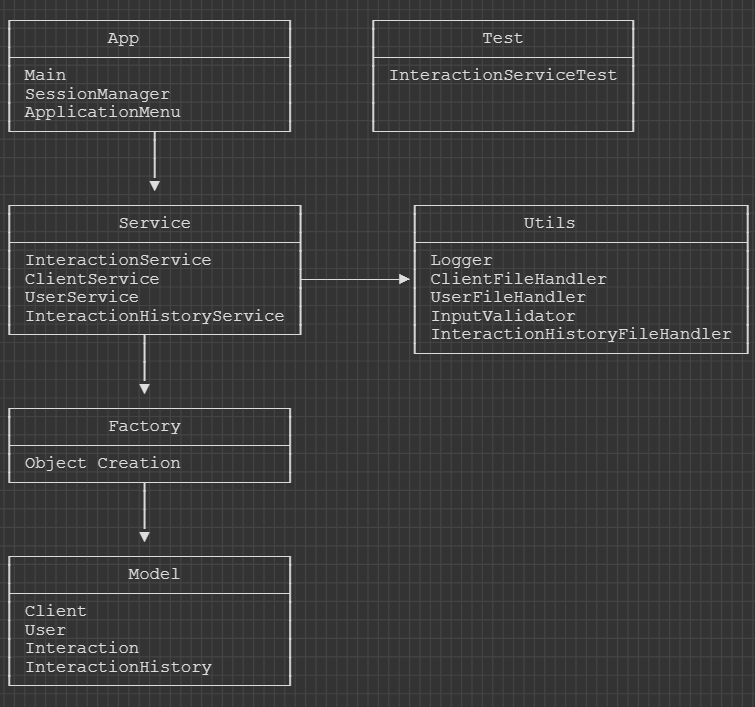 App
Main
SessionManager
ApplicationMenu
Test
InteractionServiceTest
Service
InteractionService
ClientService
UserService
InteractionHistoryService
Utils
Logger
ClientFileHandler
UserFileHandler
InputValidator
InteractionHistoryFileHandler
Factory
Object Creation
Model
Client
User
Interaction
InteractionHistory